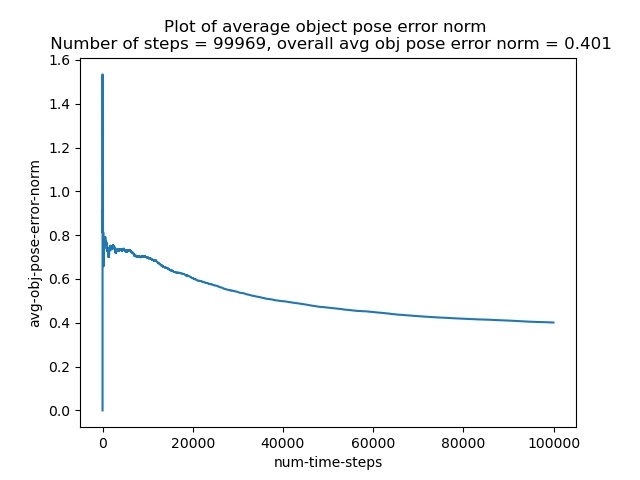 Plot of average object pose error norm
Number of steps = 99969, overall avg obj pose error norm = 0.401
1.6
1.4
1.2
1.0
0.8
0.6
0.4
0.2
0.0
avg-obj-pose-error-norm
0 20000 40000 60000 80000 100000
num-time-steps